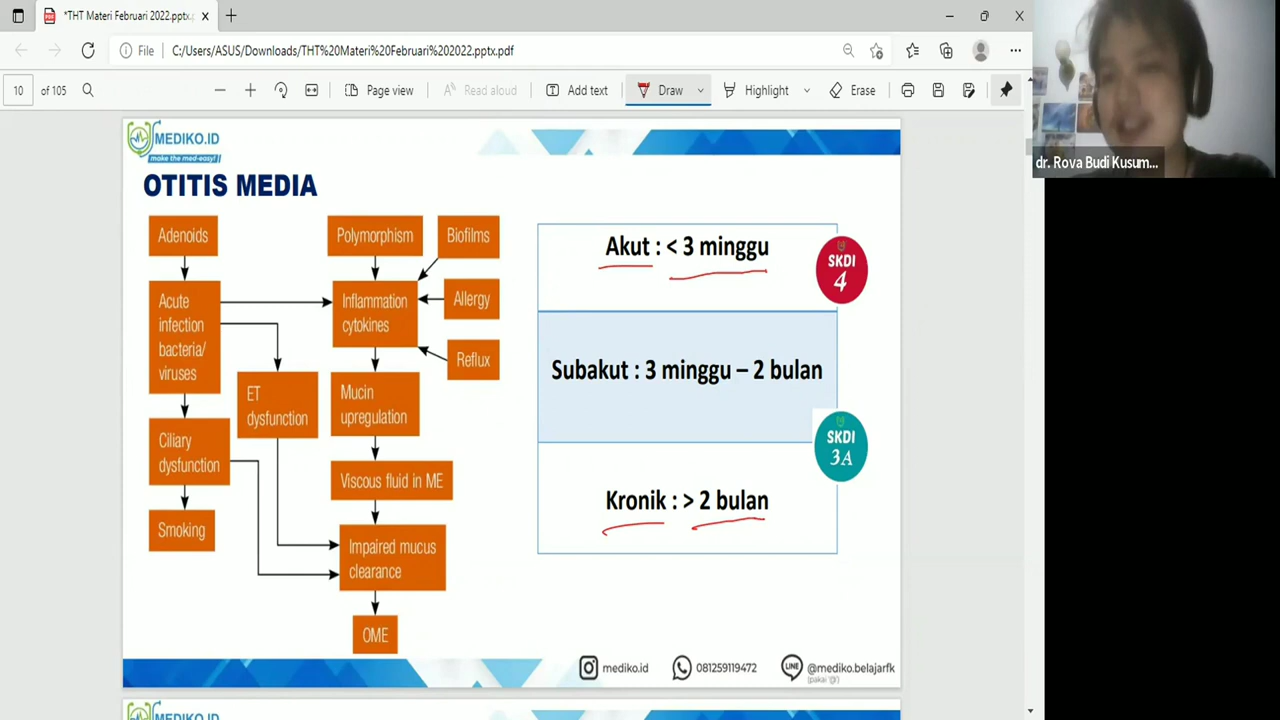 *THT Materi Februari 2022.pptx.
File
C:/Users/ASUS/Downloads/THT%20Materi%20Februari%202022.pptx.pdf
10 of 105
Page view
Read aloud
Add text
Draw
Highlight
Erase
dr. Rova Budi Kusum...
MEDIKO.ID
make the med-easy!
OTITIS MEDIA
Adenoids
Polymorphism
Biofilms
Acute
infection
bacteria/
viruses
Inflammation
cytokines
Allergy
Reflux
ET
dysfunction
Mucin
upregulation
Ciliary
dysfunction
Viscous fluid in ME
Smoking
Impaired mucus
clearance
OME
Akut : < 3 minggu
SKDI
4
Subakut : 3 minggu – 2 bulan
SKDI
3A
Kronik : > 2 bulan
mediko.id
081259119472
@mediko.belajarfk
(pakai '@')
MEDIKO.ID